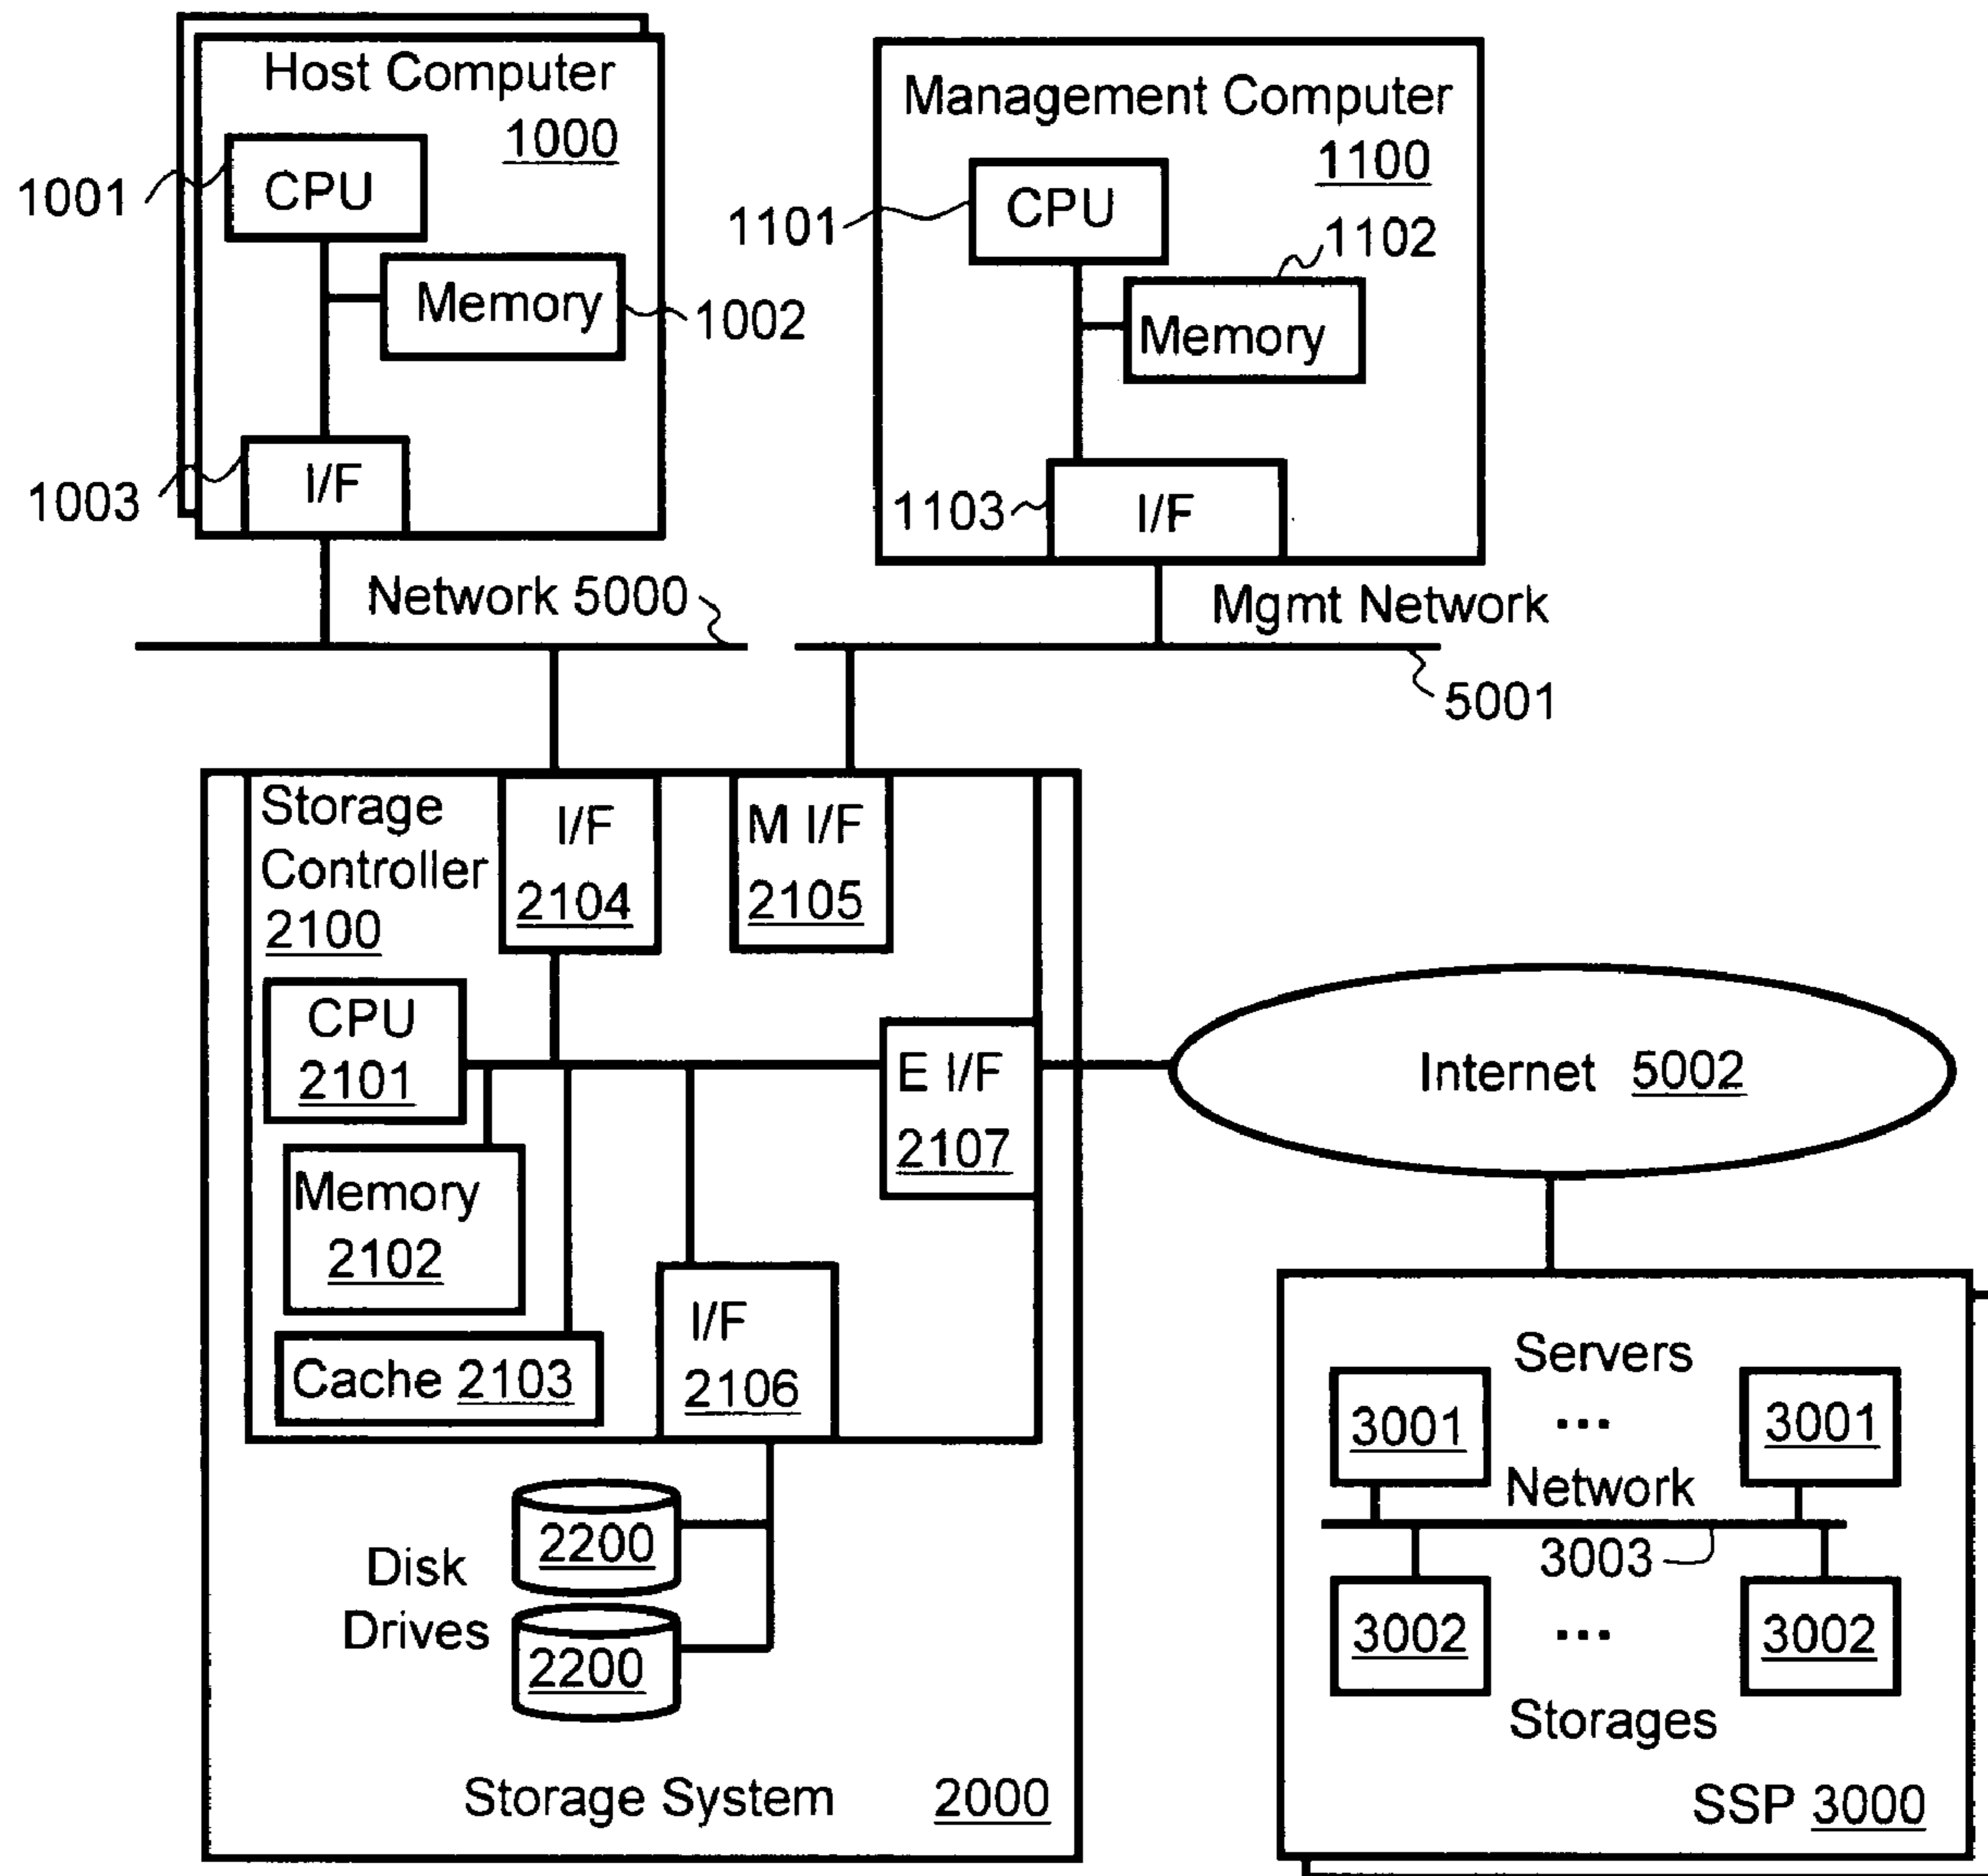 Host Computer
1000
CPU
1001
Memory
1002
I/F
1003
Management Computer
1100
CPU
1101
1102
Memory
I/F
1103
Network 5000
Mgmt Network
5001
Storage
Controller
2100
I/F
2104
M I/F
2105
CPU
2101
E I/F
2107
Memory
2102
Cache 2103
I/F
2106
Disk
Drives
2200
2200
Storage System 2000
Internet 5002
Servers
3001 ... 3001
Network
3003
3002 ... 3002
Storages
SSP 3000